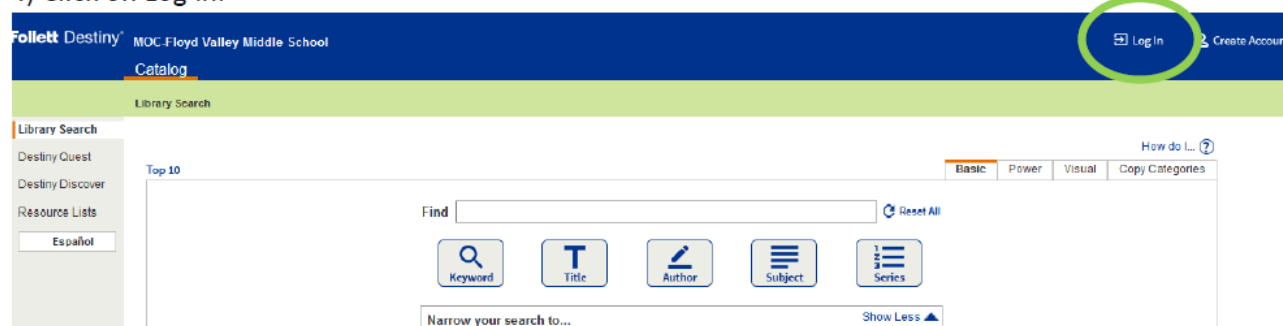 Follett Destiny® MOC-Floyd Valley Middle School Log In Create Accoun
Catalog
Library Search
Library Search
Destiny Quest
Destiny Discover
Resource Lists
Español
How do I... ?
Top 10
Basic Power Visual Copy Categories
Find Reset All
Keyword Title Author Subject Series
Narrow your search to... Show Less